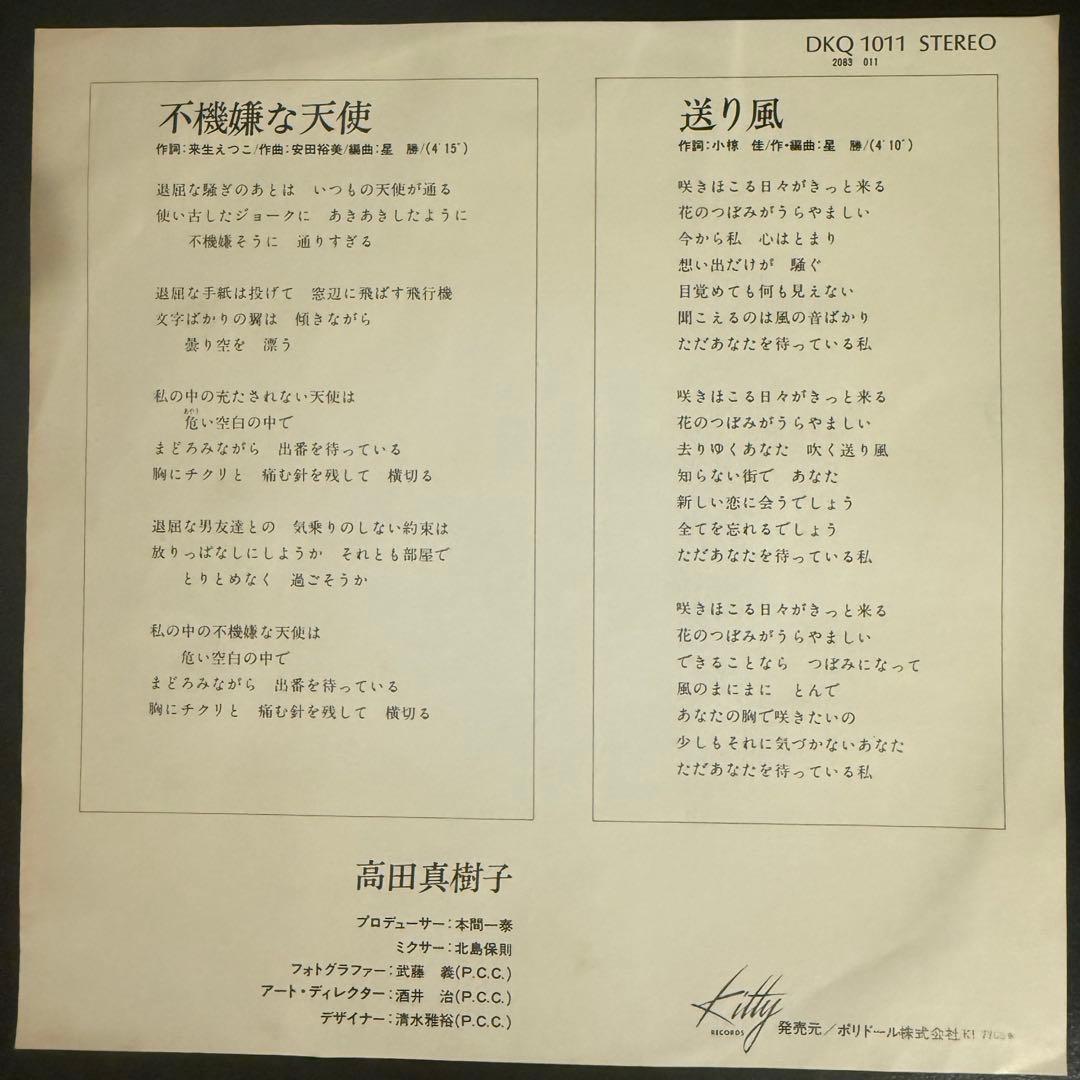 DKQ 1011 STEREO
2083 011
不機嫌な天使
作詞:来生えつこ/作曲:安田裕美/編曲:星 勝/(4'15")
退屈な騒ぎのあとは いつもの天使が通る
使い古したジョークに あきあきしたように
不機嫌そうに 通りすぎる
退屈な手紙は投げて 窓辺に飛ばす飛行機
文字ばかりの翼は 傾きながら
曇り空を 漂う
私の中の充たされない天使は
あやう
危い空白の中で
まどろみながら 出番を待っている
胸にチクリと 痛む針を残して 横切る
退屈な男友達との 気乗りのしない約束は
放りっぱなしにしようか それとも部屋で
とりとめなく 過ごそうか
私の中の不機嫌な天使は
危い空白の中で
まどろみながら 出番を待っている
胸にチクリと 痛む針を残して 横切る
送り風
作詞:小椋 佳/作・編曲:星 勝/(4'10")
咲きほこる日々がきっと来る
花のつぼみがうらやましい
今から私 心はとまり
想い出だけが 騒ぐ
目覚めても何も見えない
聞こえるのは風の音ばかり
ただあなたを待っている私
咲きほこる日々がきっと来る
花のつぼみがうらやましい
去りゆくあなた 吹く送り風
知らない街で あなた
新しい恋に会うでしょう
全てを忘れるでしょう
ただあなたを待っている私
咲きほこる日々がきっと来る
花のつぼみがうらやましい
できることなら つぼみになって
風のまにまに とんで
あなたの胸で咲きたいの
少しもそれに気づかないあなた
ただあなたを待っている私
高田真樹子
プロデューサー:本間一泰
ミクサー:北島保則
フォトグラファー:武藤 義(P.C.C.)
アート・ディレクター:酒井 治(P.C.C.)
デザイナー:清水雅裕(P.C.C.)
Kitty
RECORDS
発売元/ポリドール株式会社